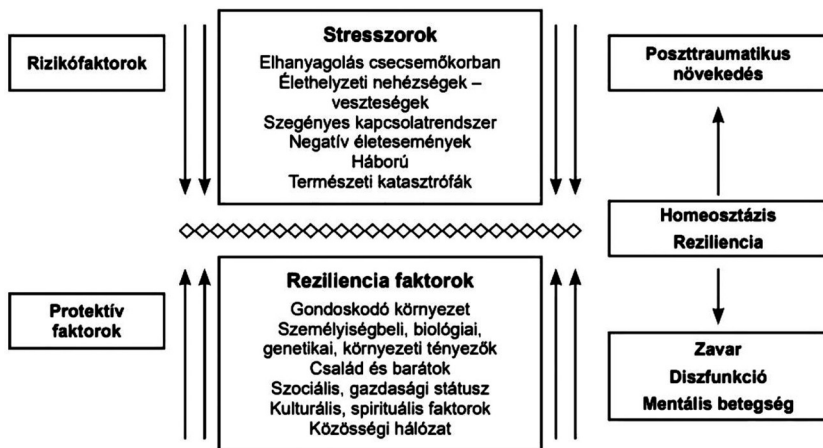 Rizikófaktorok
Stresszorok
Elhanyagolás csecsemőkorban
Élethelyzeti nehézségek –
veszteségek
Szegényes kapcsolatrendszer
Negatív életesemények
Háború
Természeti katasztrófák
Poszttraumatikus
növekedés
Homeosztázis
Reziliencia
Protektív
faktorok
Reziliencia faktorok
Gondoskodó környezet
Személyiségbeli, biológiai,
genetikai, környezeti tényezők
Család és barátok
Szociális, gazdasági státusz
Kulturális, spirituális faktorok
Közösségi hálózat
Zavar
Diszfunkció
Mentális betegség